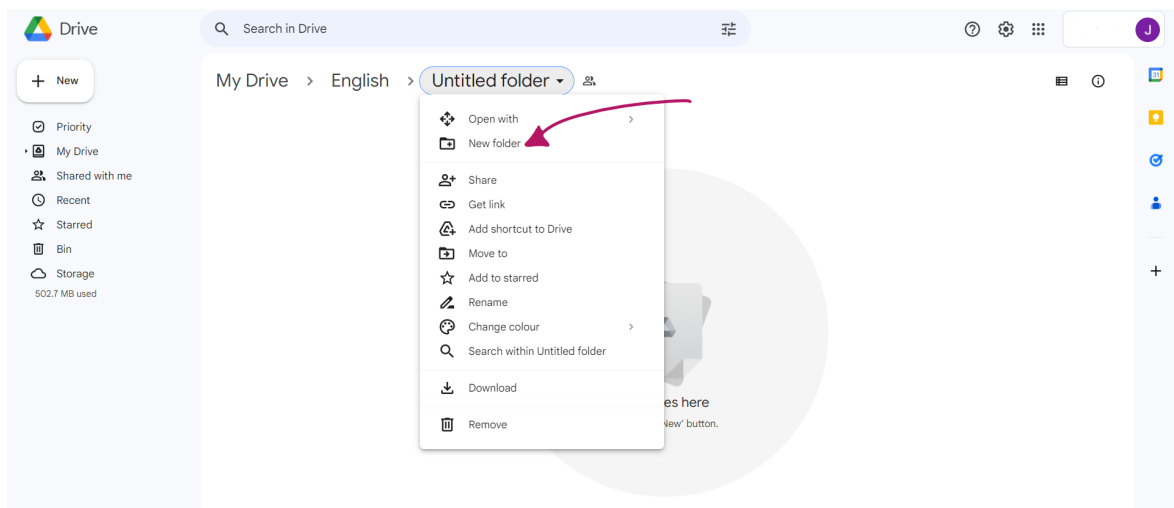 Drive
Search in Drive
J
New
My Drive > English > Untitled folder
31
Priority
My Drive
Shared with me
Recent
Starred
Bin
Storage
502.7 MB used
Open with
New folder
Share
Get link
Add shortcut to Drive
Move to
Add to starred
Rename
Change colour
Search within Untitled folder
Download
Remove
es here
New' button.